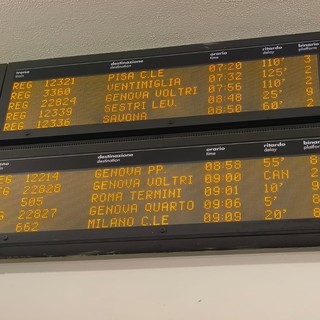 treno destinazione orario ritardo binario
train destination time delay platform
REG 12321 PISA C.LE 07:20 110' 3
REG 3360 VENTIMIGLIA 07:32 125' 2
REG 22824 GENOVA VOLTRI 07:56 110' 3
REG 12339 SESTRI LEV. 08:48 25' 9
REG 12336 SAVONA 08:50 60' 2
treno destinazione orario ritardo binario
train destination time delay platform
REG 12214 GENOVA PP. 08:58 55' 8
REG 22828 GENOVA VOLTRI 09:00 CAN 2
505 ROMA TERMINI 09:01 10' 9
22827 GENOVA QUARTO 09:06 5' 8
662 MILANO C.LE 09:09 20' 8